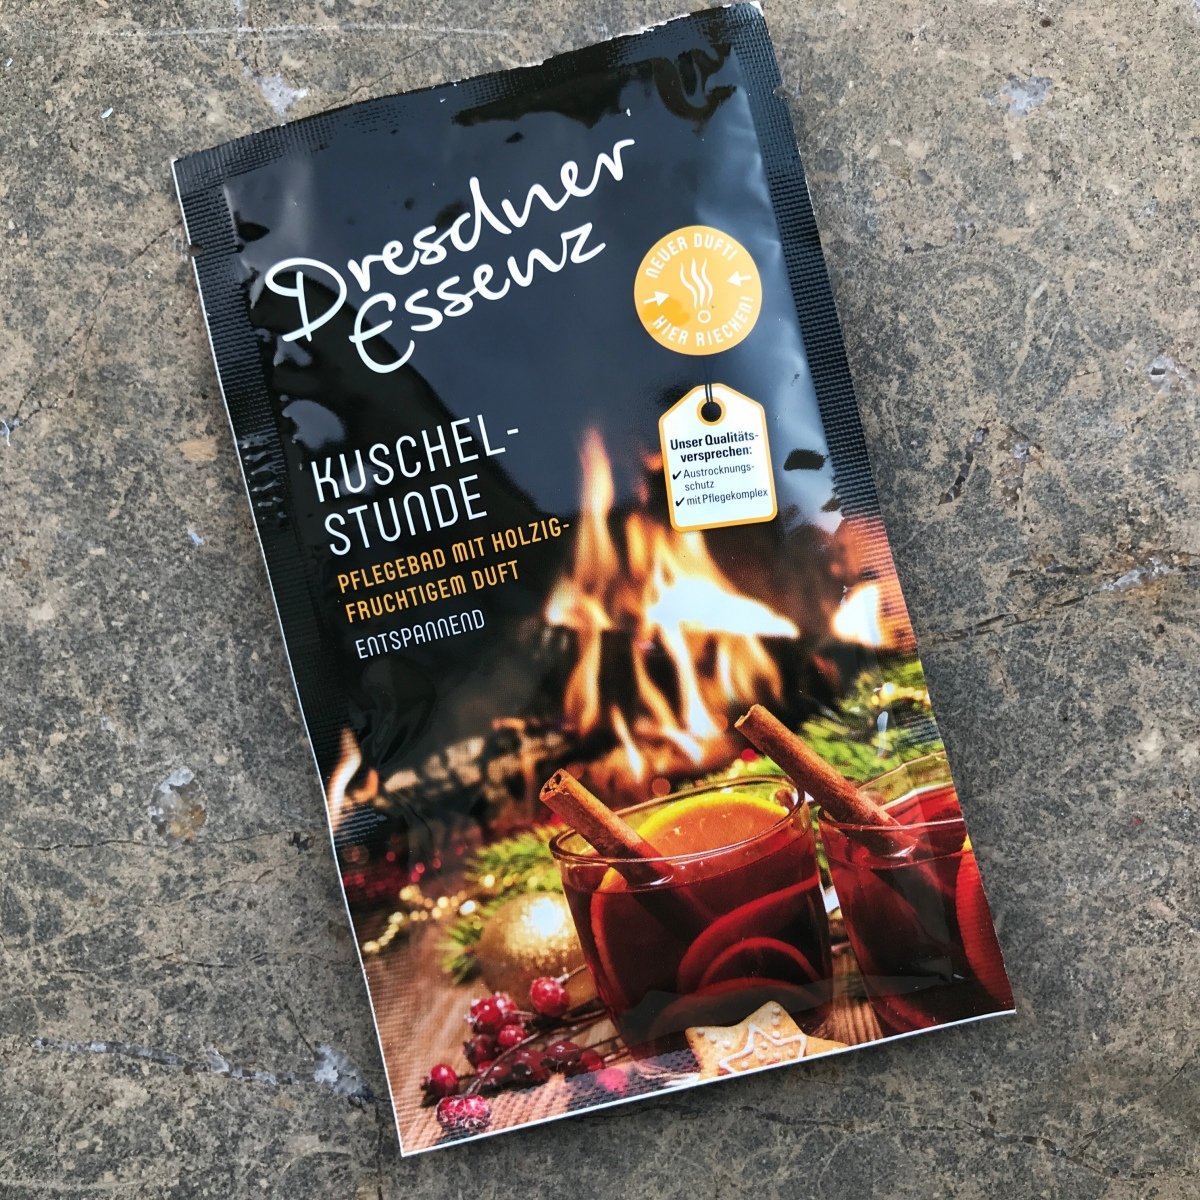 Dresdner
Essenz
NEUER DUFT!
HIER RIECHEN!
Unser Qualitäts-
versprechen:
✔ Austrocknungs-
schutz
✔ mit Pflegekomplex
KUSCHEL-
STUNDE
PFLEGEBAD MIT HOLZIG-
FRUCHTIGEM DUFT
ENTSPANNEND